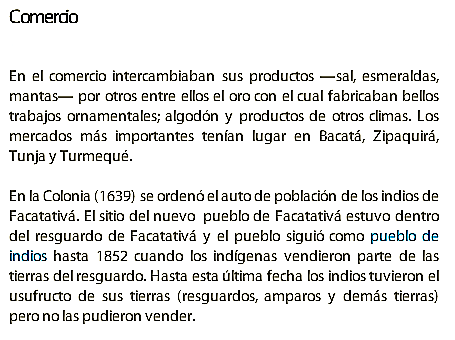 Comercio
En el comercio intercambiaban sus productos —sal, esmeraldas,
mantas— por otros entre ellos el oro con el cual fabricaban bellos
trabajos ornamentales; algodón y productos de otros climas. Los
mercados más importantes tenían lugar en Bacatá, Zipaquirá,
Tunja y Turmequé.
En la Colonia (1639) se ordenó el auto de población de los indios de
Facatativá. El sitio del nuevo pueblo de Facatativá estuvo dentro
del resguardo de Facatativá y el pueblo siguió como pueblo de
indios hasta 1852 cuando los indígenas vendieron parte de las
tierras del resguardo. Hasta esta última fecha los indios tuvieron el
usufructo de sus tierras (resguardos, amparos y demás tierras)
pero no las pudieron vender.